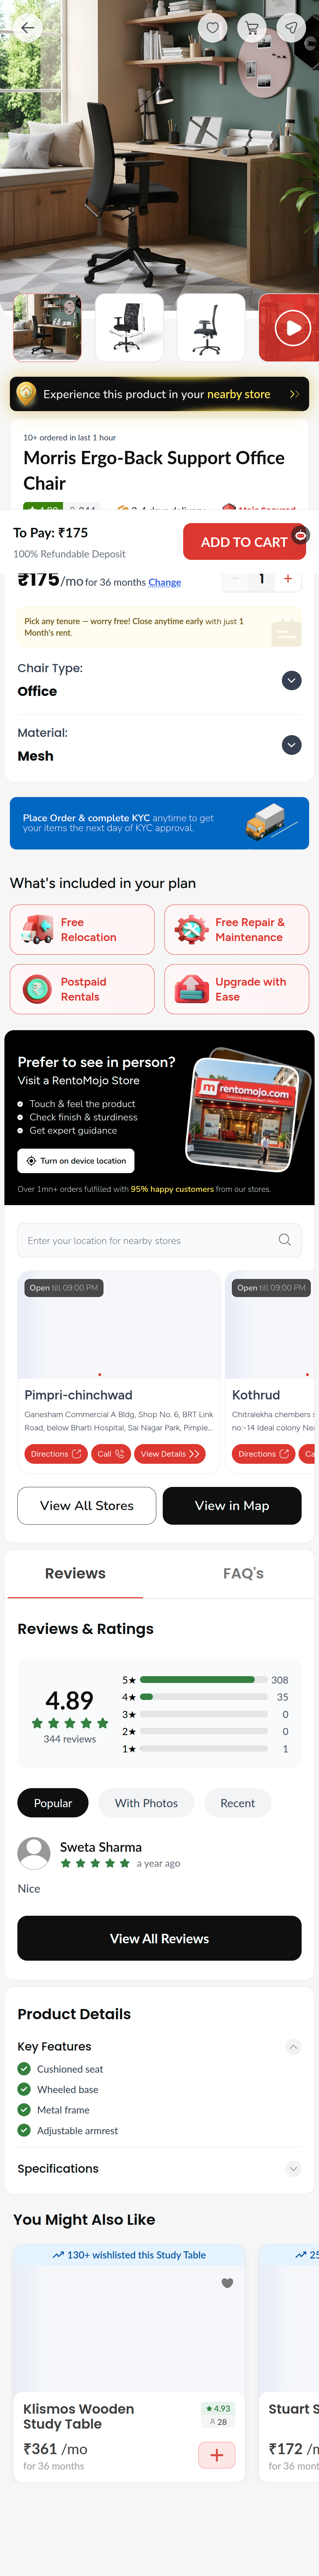 Experience this product in your nearby store
10+ ordered in last 1 hour
Morris Ergo-Back Support Office
Chair
To Pay: ₹175
100% Refundable Deposit
ADD TO CART
₹175/mo for 36 months Change
− 1 +
Pick any tenure — worry free! Close anytime early with just 1
Month's rent.
Chair Type:
Office
Material:
Mesh
Place Order & complete KYC anytime to get
your items the next day of KYC approval.
What's included in your plan
Free
Relocation
Free Repair &
Maintenance
Postpaid
Rentals
Upgrade with
Ease
Prefer to see in person?
Visit a RentoMojo Store
Touch & feel the product
Check finish & sturdiness
Get expert guidance
rentomojo.com
Turn on device location
Over 1mn+ orders fulfilled with 95% happy customers from our stores.
Enter your location for nearby stores
Open till 09:00 PM
Open till 09:00 PM
Pimpri-chinchwad
Ganesham Commercial A Bldg, Shop No. 6, BRT Link
Road, below Bharti Hospital, Sai Nagar Park, Pimple...
Directions
Call
View Details
Kothrud
Chitralekha chembers
no:-14 Ideal colony
Directions
View All Stores
View in Map
Reviews
FAQ's
Reviews & Ratings
4.89
344 reviews
5★ 308
4★ 35
3★ 0
2★ 0
1★ 1
Popular
With Photos
Recent
Sweta Sharma
a year ago
Nice
View All Reviews
Product Details
Key Features
Cushioned seat
Wheeled base
Metal frame
Adjustable armrest
Specifications
You Might Also Like
130+ wishlisted this Study Table
Klismos Wooden
Study Table
4.93
28
₹361 /mo
for 36 months
+
25
Stuart S
₹172 /m
for 36 mont